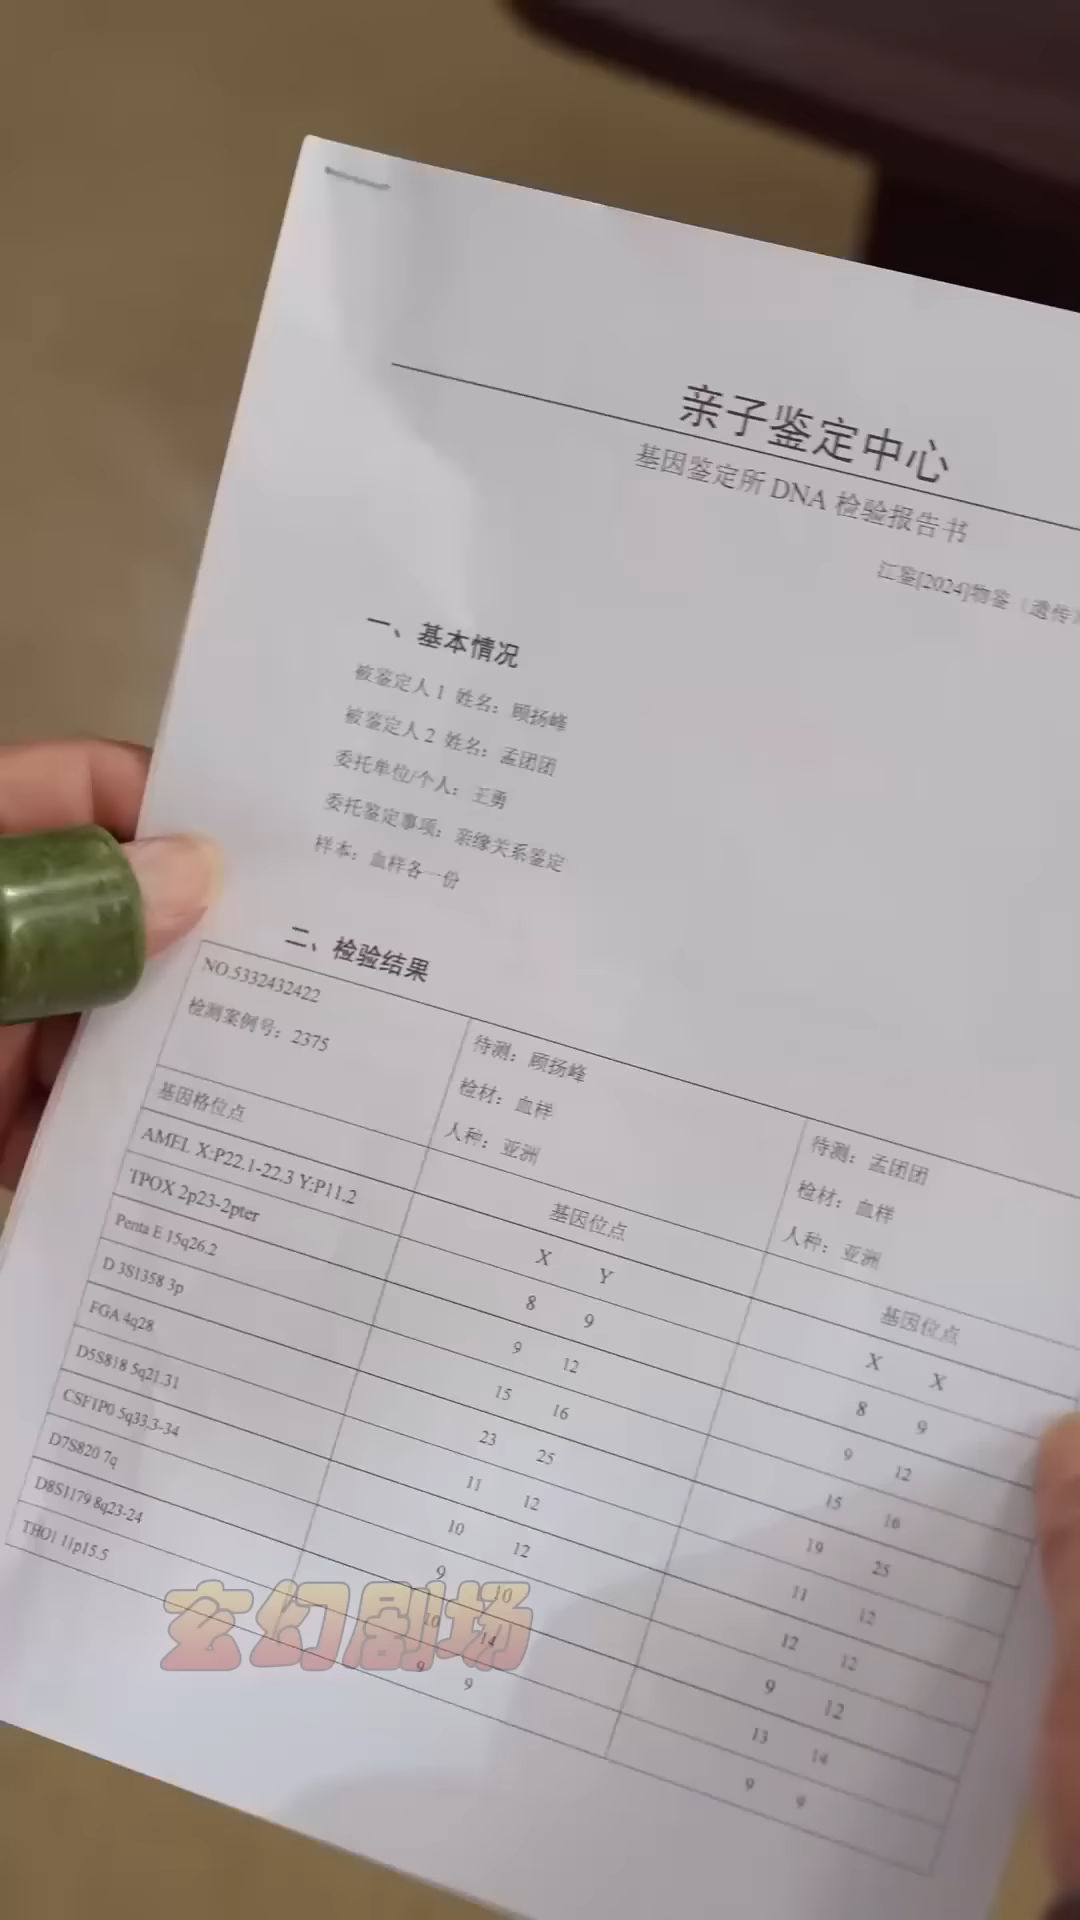 亲子鉴定中心
基因鉴定所 DNA 检验报告书
江鉴[2024]物鉴（遗传
一、基本情况
被鉴定人 1 姓名：顾扬峰
被鉴定人 2 姓名：孟团团
委托单位/个人：王勇
委托鉴定事项：亲缘关系鉴定
样本：血样各一份
二、检验结果
NO.5332432422
检测案例号：2375
待测：顾扬峰
检材：血样
人种：亚洲
待测：孟团团
检材：血样
人种：亚洲
基因格位点 基因位点 基因位点
AMEL X:P22.1-22.3 Y:P11.2 X Y X X
TPOX 2p23-2pter 8 9 8 9
Penta E 15q26.2 9 12 9 12
D 3S1358 3p 15 16 15 16
FGA 4q28 23 25 19 25
D5S818 5q21.31 11 12 11 12
CSF1P0 5q33.3-34 10 12 12 12
D7S820 7q 9 10 9 12
D8S1179 8q23-24 10 14 13 14
THO1 11p15.5 9 9 9 9
玄幻剧场